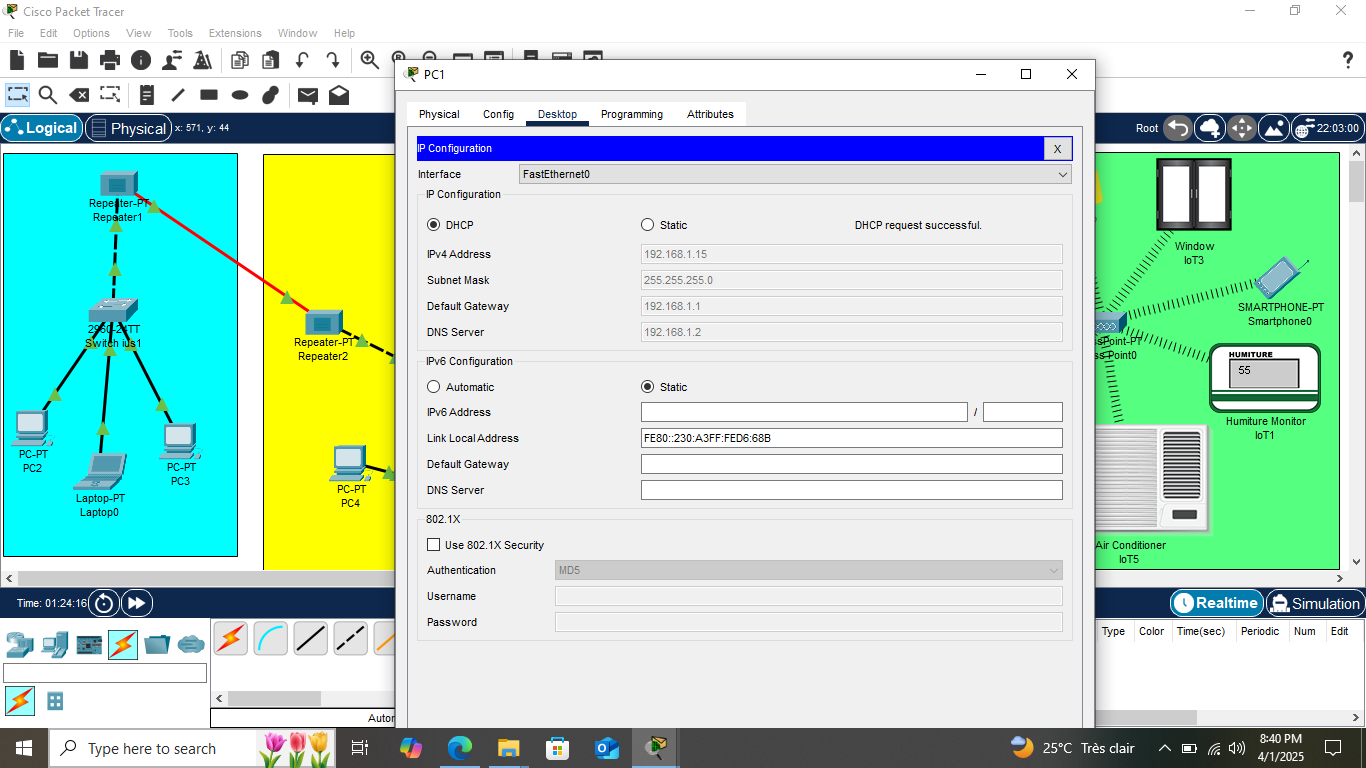 Cisco Packet Tracer
File Edit Options View Tools Extensions Window Help
PC1
Physical Config Desktop Programming Attributes
Logical Physical x: 571, y: 44
Root 22:03:00
IP Configuration X
Interface FastEthernet0
IP Configuration
DHCP Static DHCP request successful.
IPv4 Address 192.168.1.15
Subnet Mask 255.255.255.0
Default Gateway 192.168.1.1
DNS Server 192.168.1.2
IPv6 Configuration
Automatic Static
IPv6 Address /
Link Local Address FE80::230:A3FF:FED6:68B
Default Gateway
DNS Server
802.1X
Use 802.1X Security
Authentication MD5
Username
Password
Repeater-PT
Repeater1
2960-24TT
Switch ius1
PC-PT
PC2
Laptop-PT
Laptop0
PC-PT
PC3
Repeater-PT
Repeater2
PC-PT
PC4
Window
IoT3
SMARTPHONE-PT
Smartphone0
ssPoint-PT
ss Point0
HUMITURE
55
Humiture Monitor
IoT1
Air Conditioner
IoT5
Time: 01:24:16
Realtime Simulation
Type Color Time(sec) Periodic Num Edit
Autor
Type here to search
25°C Très clair
8:40 PM
4/1/2025